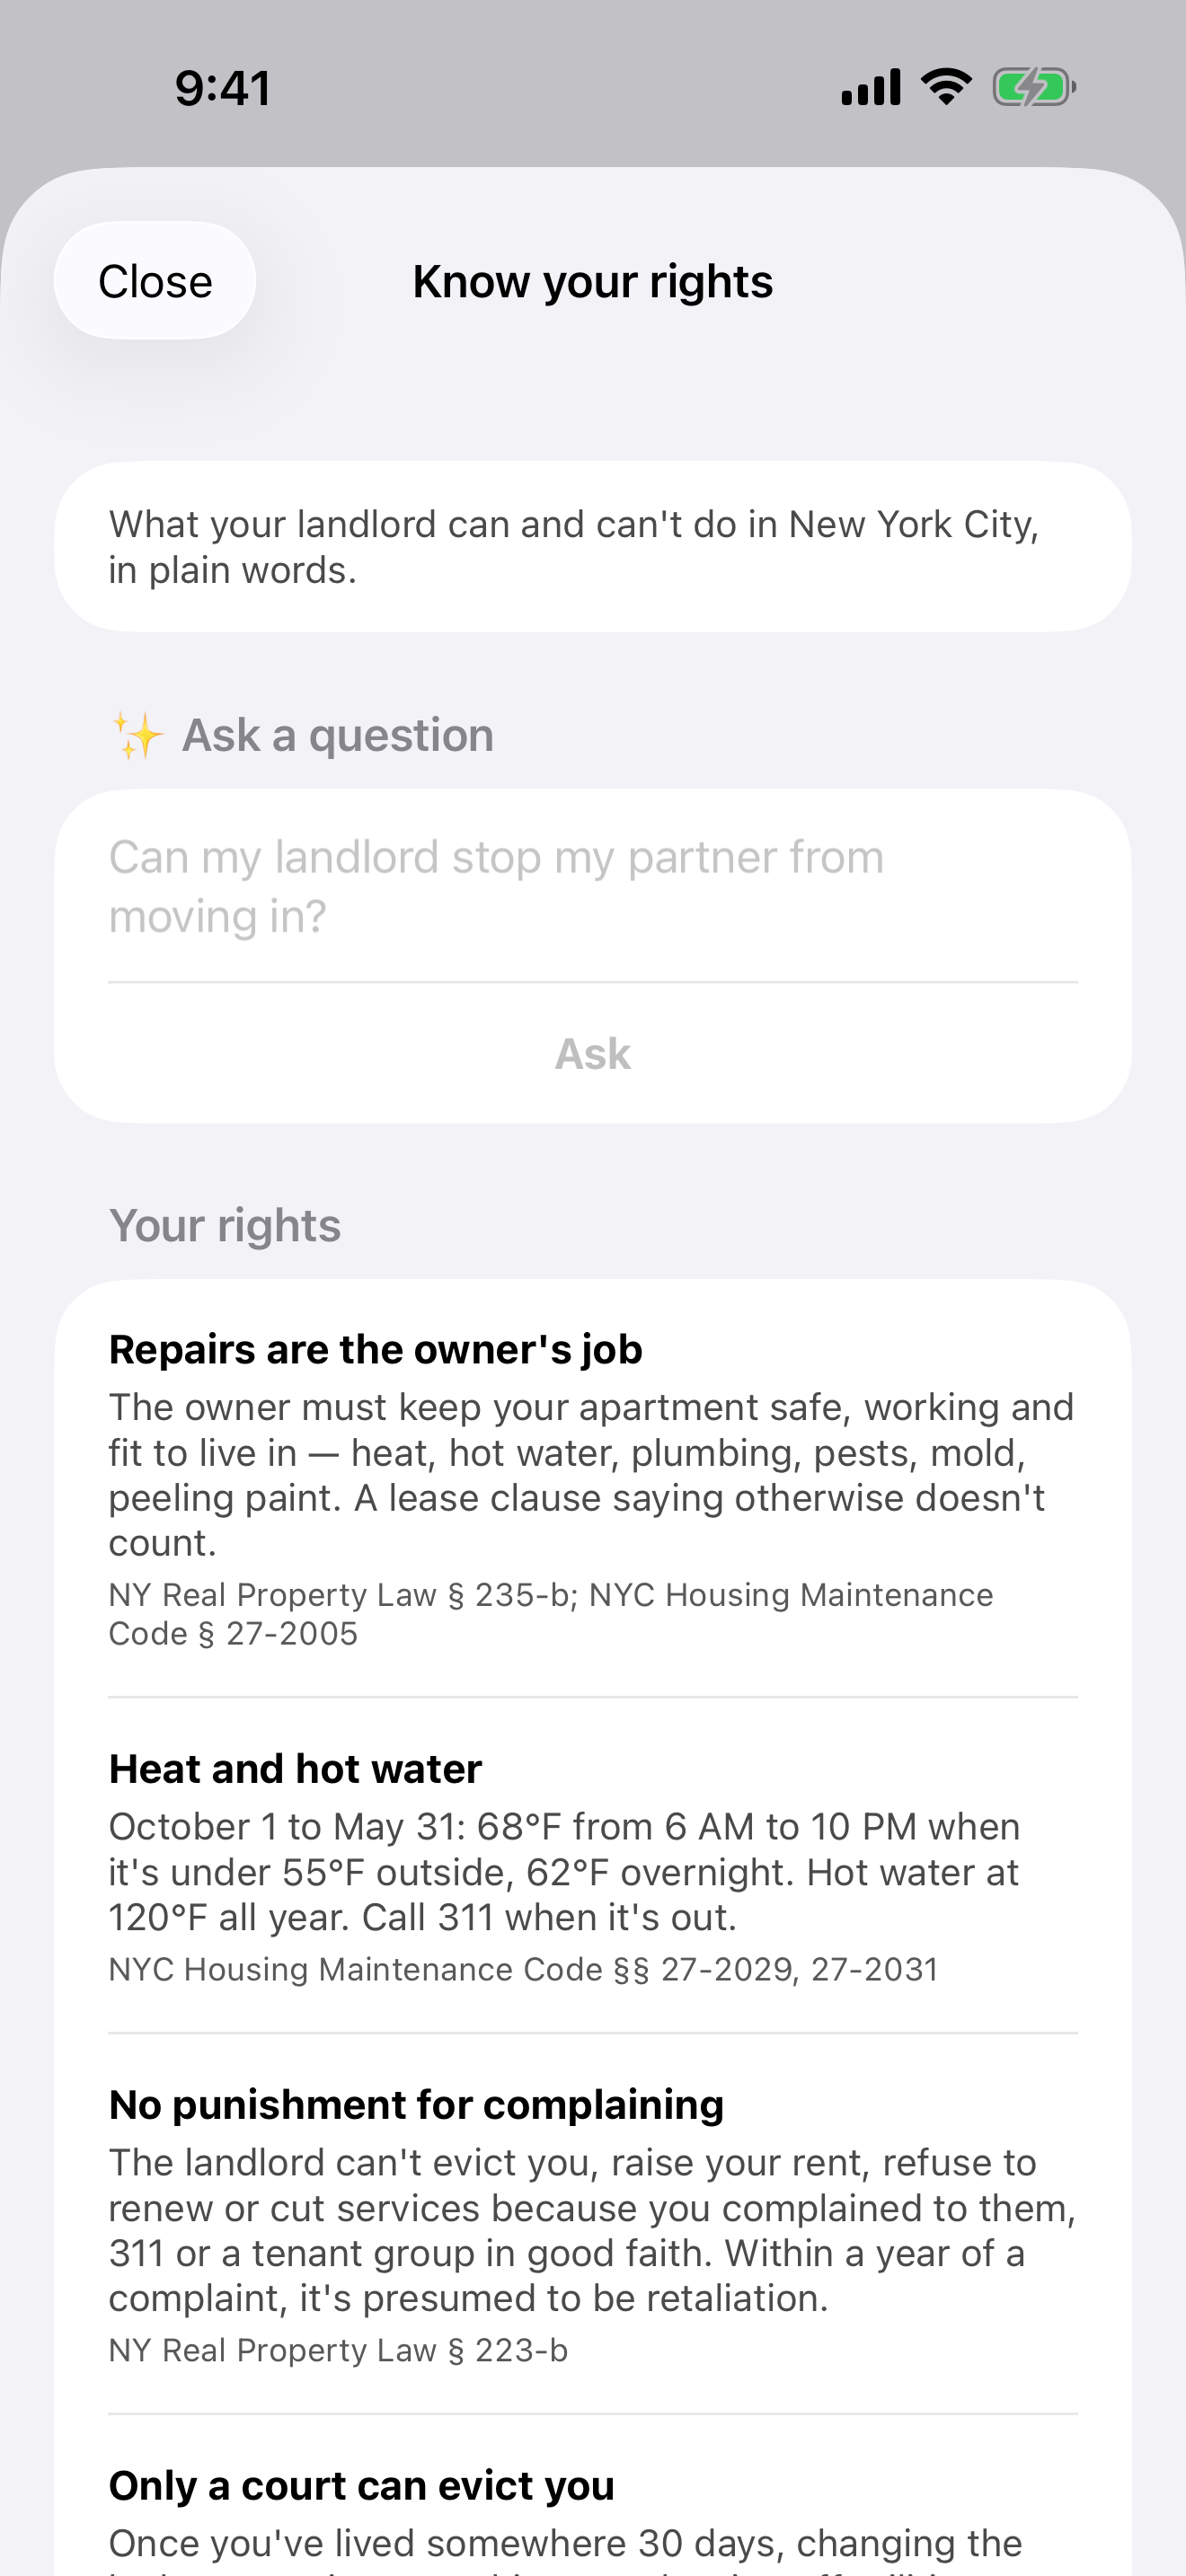 9:41
Close
Know your rights
What your landlord can and can't do in New York City,
in plain words.
✨ Ask a question
Can my landlord stop my partner from
moving in?
Ask
Your rights
Repairs are the owner's job
The owner must keep your apartment safe, working and
fit to live in — heat, hot water, plumbing, pests, mold,
peeling paint. A lease clause saying otherwise doesn't
count.
NY Real Property Law § 235-b; NYC Housing Maintenance
Code § 27-2005
Heat and hot water
October 1 to May 31: 68°F from 6 AM to 10 PM when
it's under 55°F outside, 62°F overnight. Hot water at
120°F all year. Call 311 when it's out.
NYC Housing Maintenance Code §§ 27-2029, 27-2031
No punishment for complaining
The landlord can't evict you, raise your rent, refuse to
renew or cut services because you complained to them,
311 or a tenant group in good faith. Within a year of a
complaint, it's presumed to be retaliation.
NY Real Property Law § 223-b
Only a court can evict you
Once you've lived somewhere 30 days, changing the